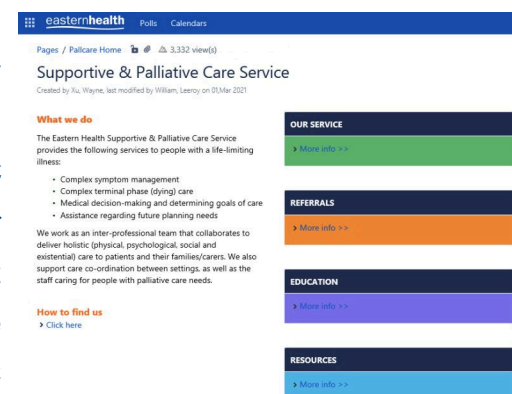 easternhealth Polls Calendars
Pages / Pallcare Home 3,332 view(s)
Supportive & Palliative Care Service
Created by Xu, Wayne, last modified by William, Leeroy on 01,Mar 2021
What we do
The Eastern Health Supportive & Palliative Care Service
provides the following services to people with a life-limiting
illness:
• Complex symptom management
• Complex terminal phase (dying) care
• Medical decision-making and determining goals of care
• Assistance regarding future planning needs
We work as an inter-professional team that collaborates to
deliver holistic (physical, psychological, social and
existential) care to patients and their families/carers. We also
support care co-ordination between settings, as well as the
staff caring for people with palliative care needs.
How to find us
> Click here
OUR SERVICE
> More info >>
REFERRALS
> More info >>
EDUCATION
> More info >>
RESOURCES
> More info >>